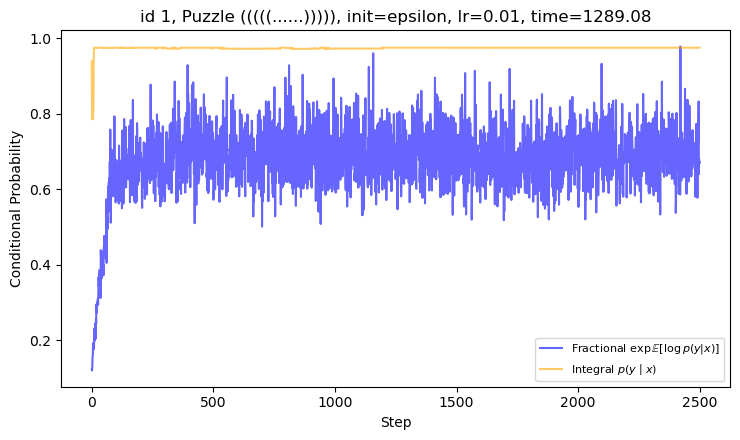 id 1, Puzzle (((((......))))), init=epsilon, lr=0.01, time=1289.08
Conditional Probability
1.0
0.8
0.6
0.4
0.2
0
500
1000
1500
2000
2500
Step
Fractional exp𝔼[log p(y|x)]
Integral p(y | x)